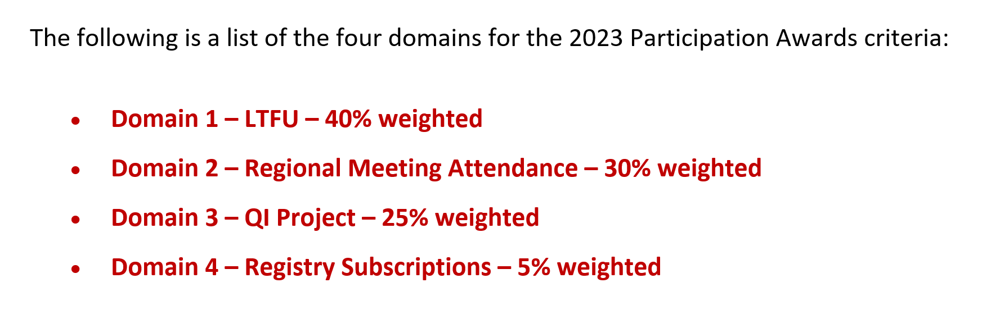 The following is a list of the four domains for the 2023 Participation Awards criteria:
• Domain 1 – LTFU – 40% weighted
• Domain 2 – Regional Meeting Attendance – 30% weighted
• Domain 3 – QI Project – 25% weighted
• Domain 4 – Registry Subscriptions – 5% weighted